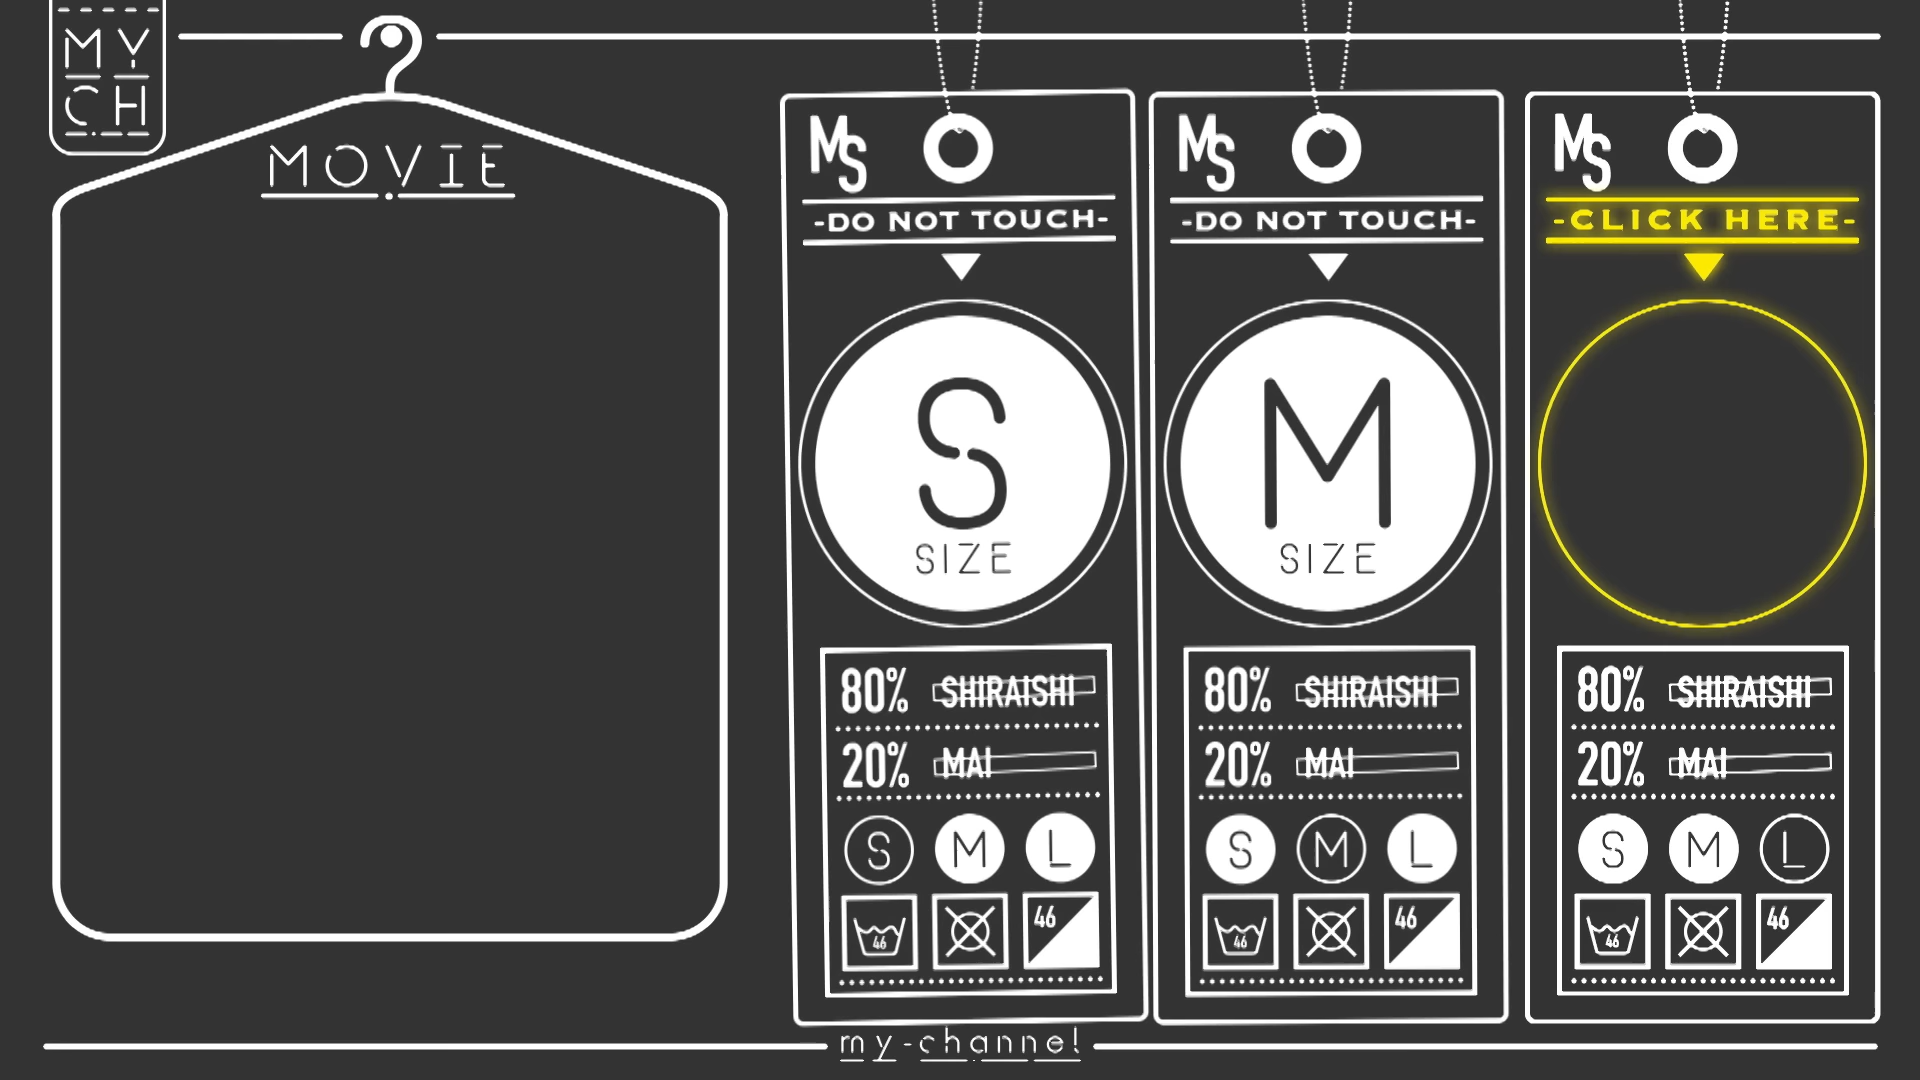 MY
CH
MOVIE
MS
-DO NOT TOUCH-
S
SIZE
80% SHIRAISHI
20% MAI
S M L
46 46
MS
-DO NOT TOUCH-
M
SIZE
80% SHIRAISHI
20% MAI
S M L
46 46
MS
-CLICK HERE-
80% SHIRAISHI
20% MAI
S M L
46 46
my-channel